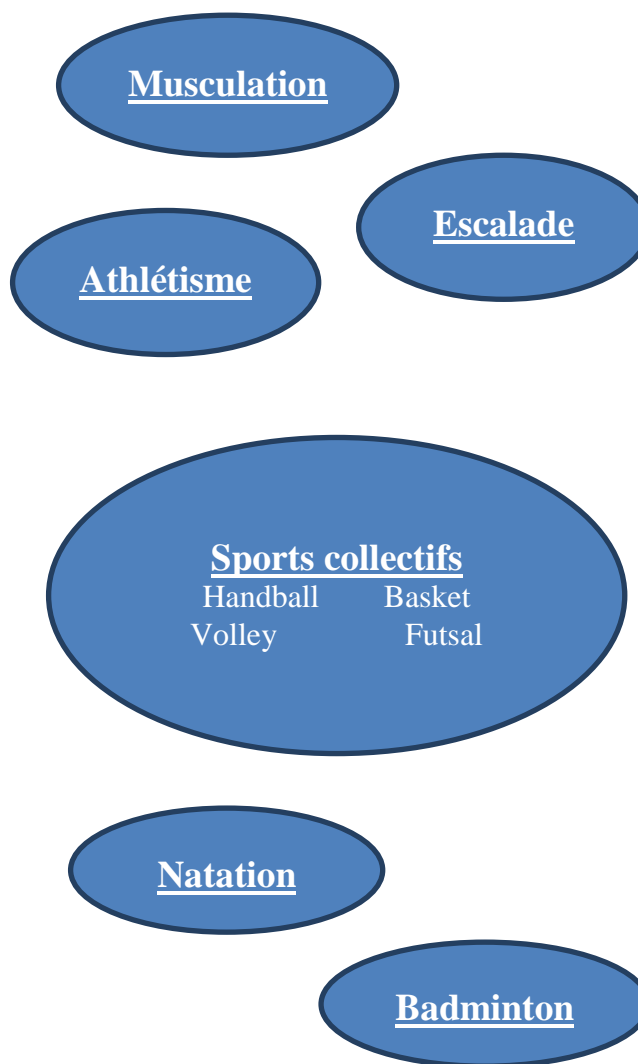 Musculation
Escalade
Athlétisme
Sports collectifs
Handball Basket
Volley Futsal
Natation
Badminton